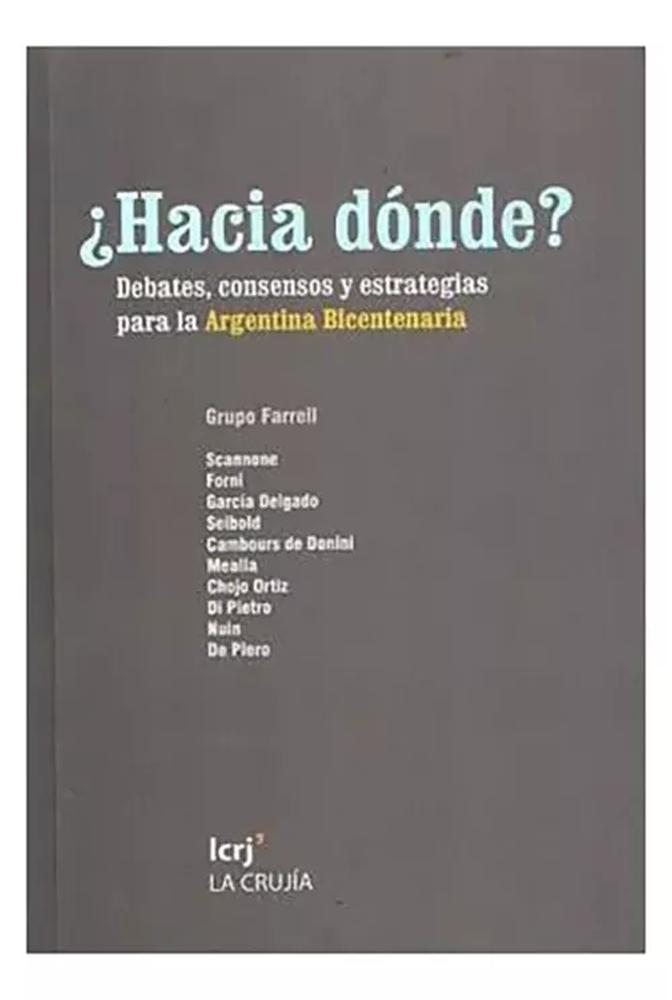 ¿Hacia dónde?
Debates, consensos y estrategias
para la Argentina Bicentenaria
Grupo Farrell
Scannone
Forni
García Delgado
Seibold
Cambours de Donini
Mealla
Chojo Ortiz
Di Pietro
Nuin
De Piero
lcrj'
LA CRUJÍA